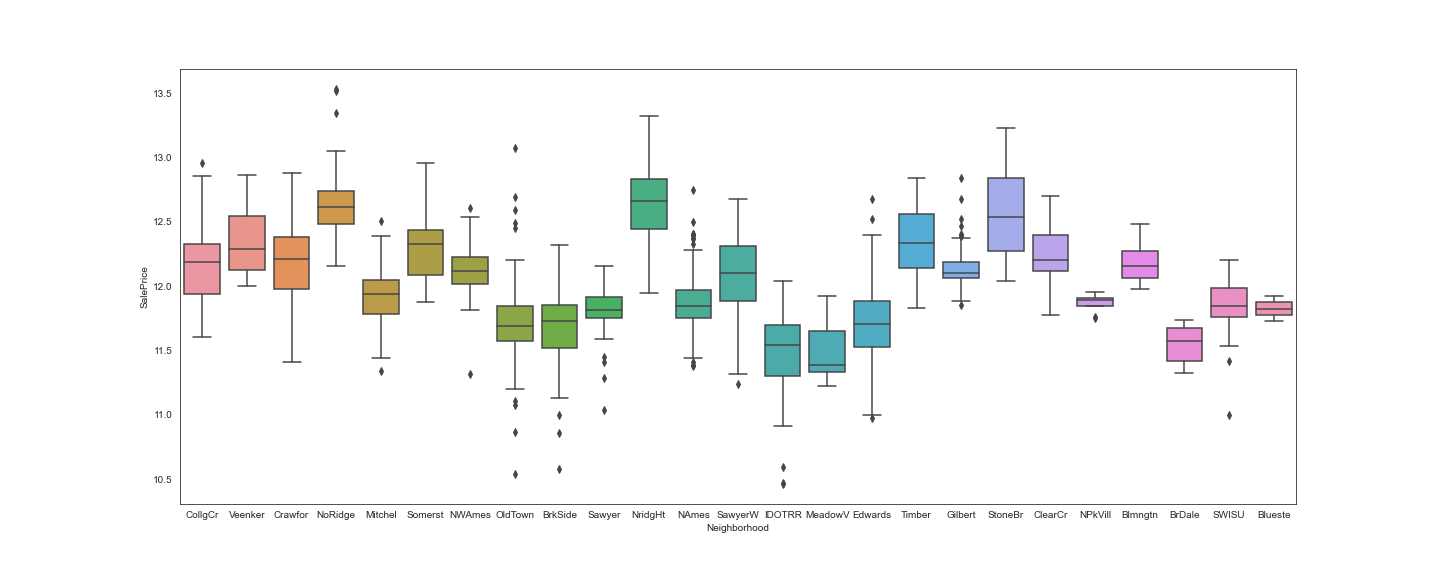 13.5
13.0
12.5
12.0
11.5
11.0
10.5
SalePrice
CollgCr Veenker Crawfor NoRidge Mitchel Somerst NWAmes OldTown BrkSide Sawyer NridgHt NAmes SawyerW IDOTRR MeadowV Edwards Timber Gilbert StoneBr ClearCr NPkVill Blmngtn BrDale SWISU Blueste
Neighborhood